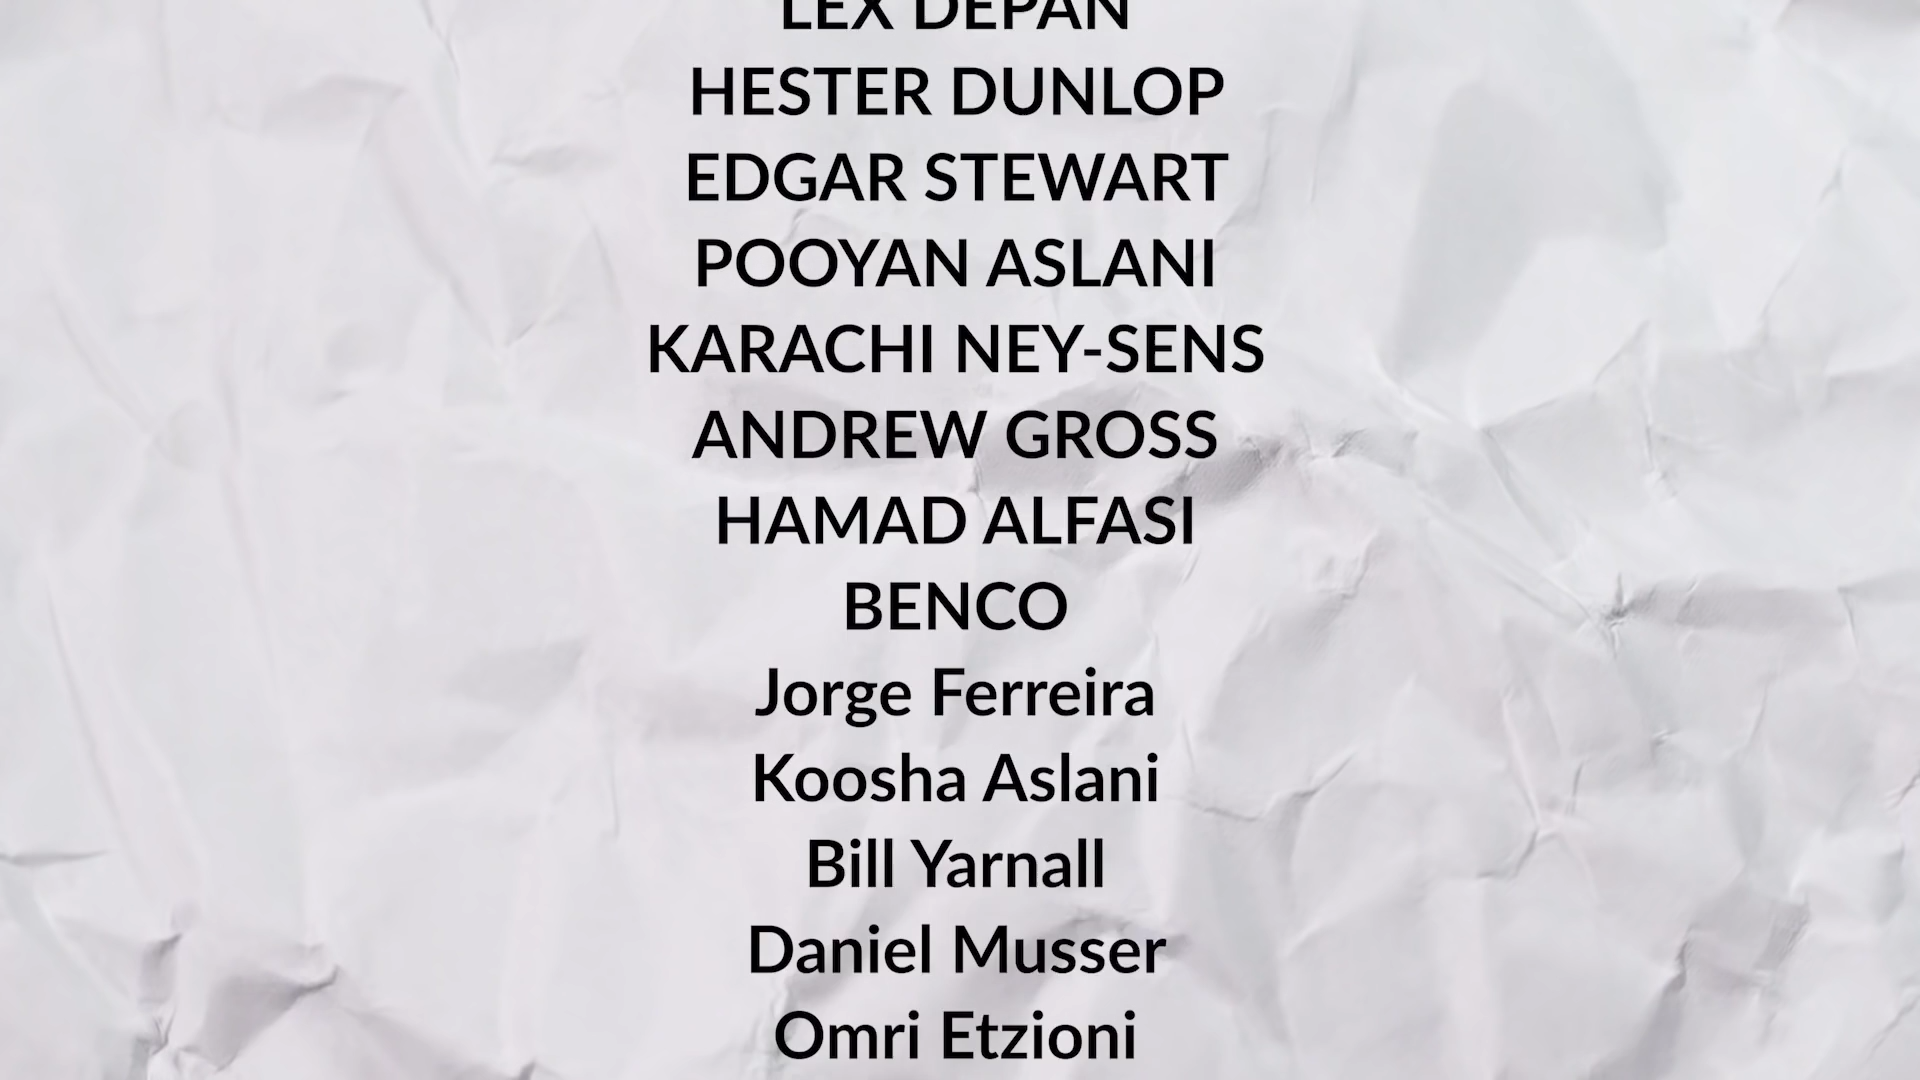 LEX DEPAN
HESTER DUNLOP
EDGAR STEWART
POOYAN ASLANI
KARACHI NEY-SENS
ANDREW GROSS
HAMAD ALFASI
BENCO
Jorge Ferreira
Koosha Aslani
Bill Yarnall
Daniel Musser
Omri Etzioni